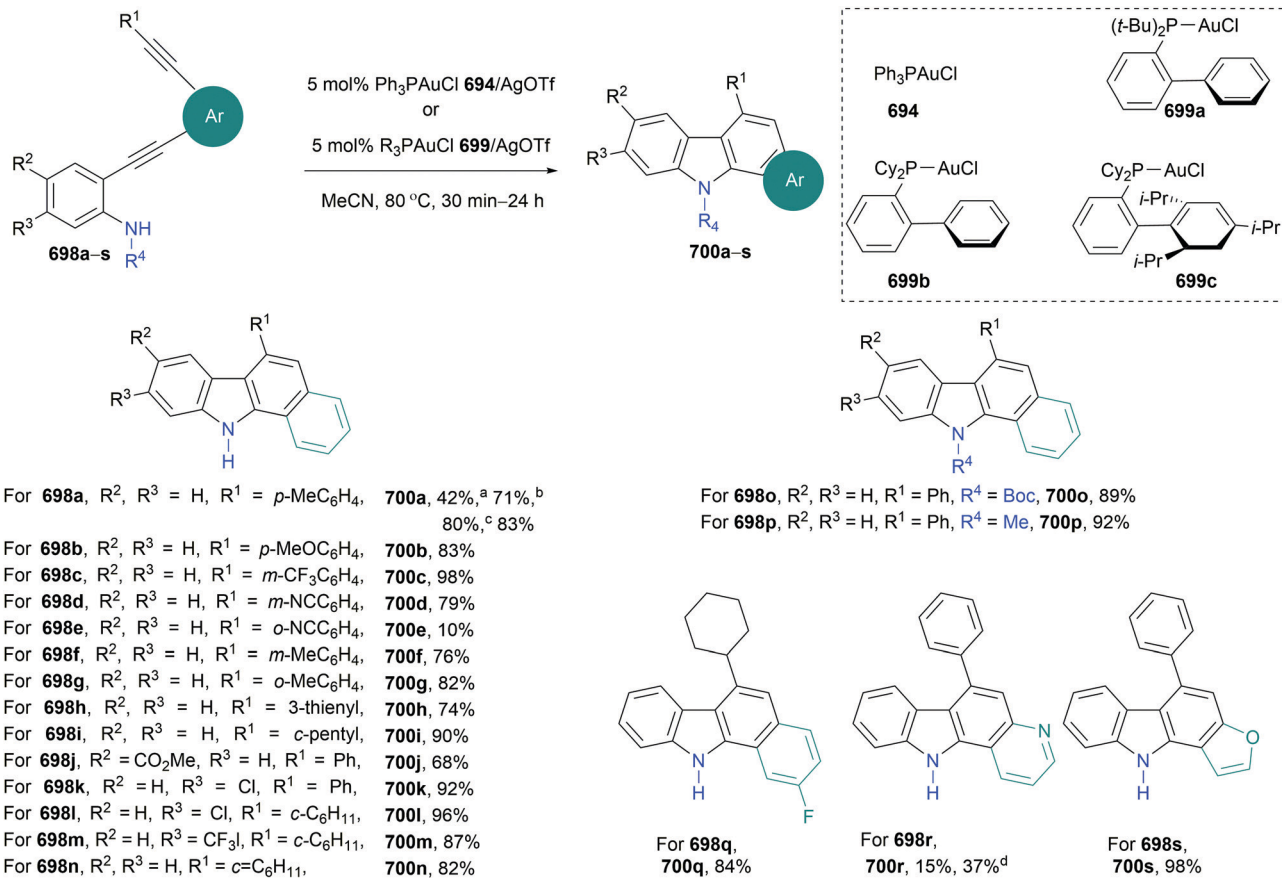 R1
Ar
R2
R3
NH
R4
698a–s
5 mol% Ph3PAuCl 694/AgOTf
or
5 mol% R3PAuCl 699/AgOTf
MeCN, 80 °C, 30 min–24 h
R1
R2
R3
N
R4
Ar
700a–s
Ph3PAuCl
694
(t-Bu)2P—AuCl
699a
Cy2P—AuCl
699b
Cy2P—AuCl
i-Pr
i-Pr
i-Pr
699c
R2
R1
R3
N
H
R2
R1
R3
N
R4
For 698a, R2, R3 = H, R1 = p-MeC6H4, 700a, 42%,a 71%,b
80%,c 83%
For 698b, R2, R3 = H, R1 = p-MeOC6H4, 700b, 83%
For 698c, R2, R3 = H, R1 = m-CF3C6H4, 700c, 98%
For 698d, R2, R3 = H, R1 = m-NCC6H4, 700d, 79%
For 698e, R2, R3 = H, R1 = o-NCC6H4, 700e, 10%
For 698f, R2, R3 = H, R1 = m-MeC6H4, 700f, 76%
For 698g, R2, R3 = H, R1 = o-MeC6H4, 700g, 82%
For 698h, R2, R3 = H, R1 = 3-thienyl, 700h, 74%
For 698i, R2, R3 = H, R1 = c-pentyl, 700i, 90%
For 698j, R2 = CO2Me, R3 = H, R1 = Ph, 700j, 68%
For 698k, R2 = H, R3 = Cl, R1 = Ph, 700k, 92%
For 698l, R2 = H, R3 = Cl, R1 = c-C6H11, 700l, 96%
For 698m, R2 = H, R3 = CF3l, R1 = c-C6H11, 700m, 87%
For 698n, R2, R3 = H, R1 = c=C6H11, 700n, 82%
For 698o, R2, R3 = H, R1 = Ph, R4 = Boc, 700o, 89%
For 698p, R2, R3 = H, R1 = Ph, R4 = Me, 700p, 92%
N
H
F
For 698q,
700q, 84%
N
N
H
For 698r,
700r, 15%, 37%d
O
N
H
For 698s,
700s, 98%